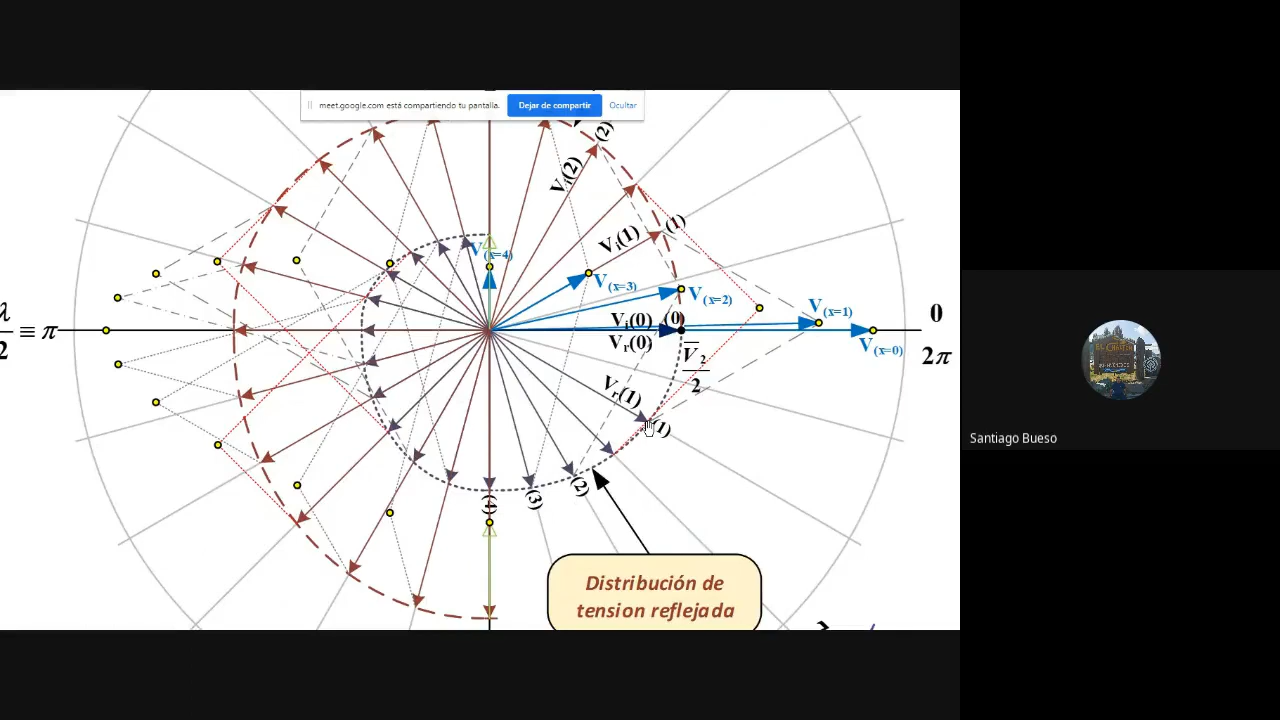 meet.google.com está compartiendo tu pantalla.
Dejar de compartir
Ocultar
(2)
Vi(2)
(1)
Vi(1)
V(x=4)
V(x=3)
V(x=2)
V(x=1)
V(x=0)
Vi(0)
(0)
Vr(0)
V̅2
2
0
2π
λ
2
≡ π
Vr(1)
(1)
(2)
(3)
(4)
Distribución de
tension reflejada
Santiago Bueso